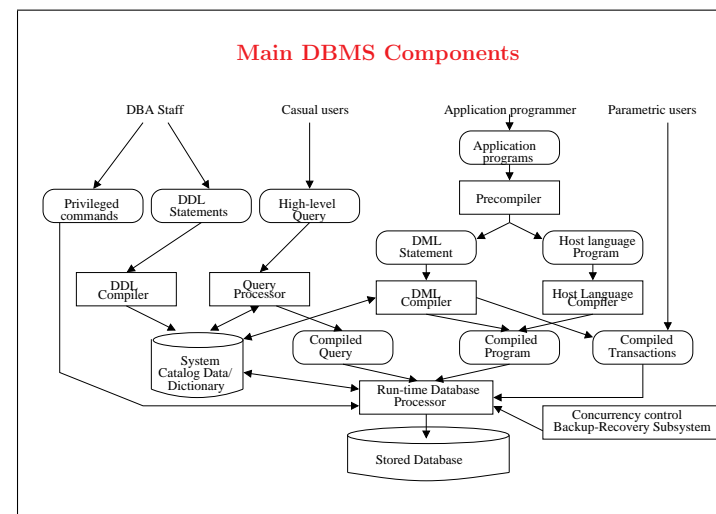 Main DBMS Components
DBA Staff
Casual users
Application programmer
Parametric users
Application
programs
Privileged
commands
DDL
Statements
High-level
Query
Precompiler
DML
Statement
Host language
Program
DDL
Compiler
Query
Processor
DML
Compiler
Host Language
Compiler
System
Catalog Data/
Dictionary
Compiled
Query
Compiled
Program
Compiled
Transactions
Run-time Database
Processor
Concurrency control
Backup-Recovery Subsystem
Stored Database